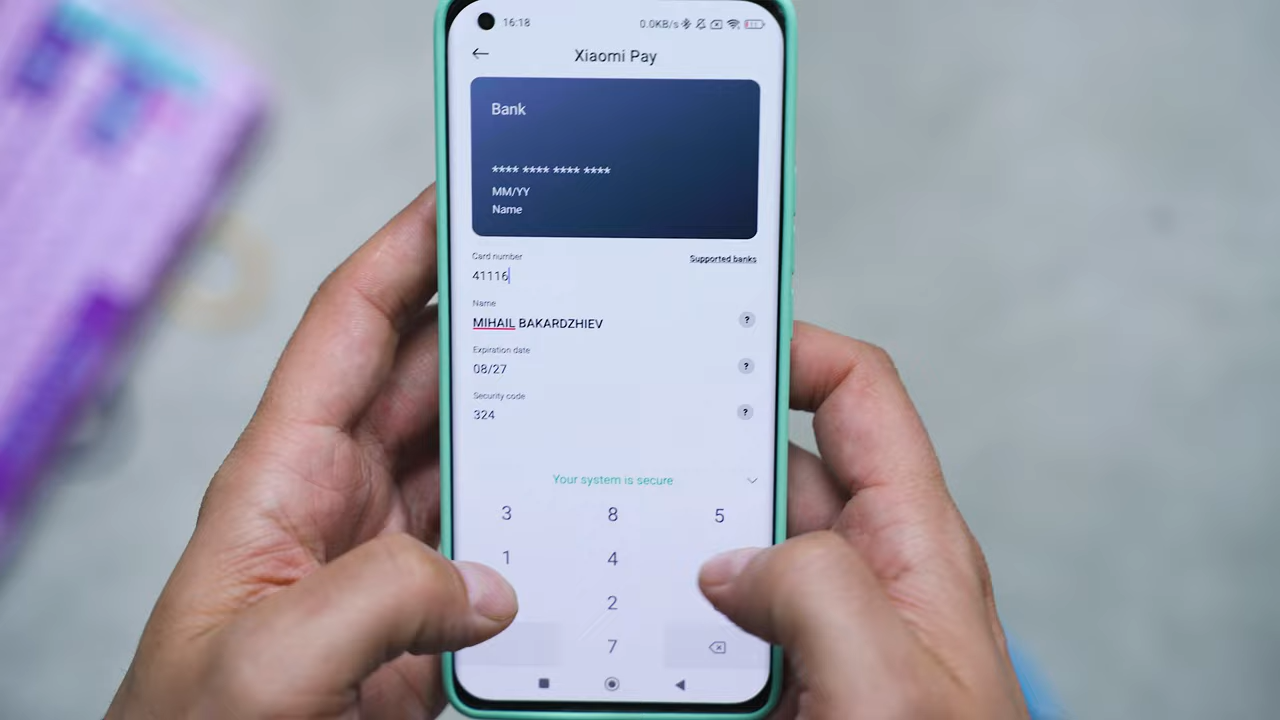 16:18
0.0KB/s
Xiaomi Pay
Bank
**** **** **** ****
MM/YY
Name
Card number
Supported banks
41116
Name
MIHAIL BAKARDZHIEV
?
Expiration date
08/27
?
Security code
324
?
Your system is secure
3 8 5
1 4
2
7